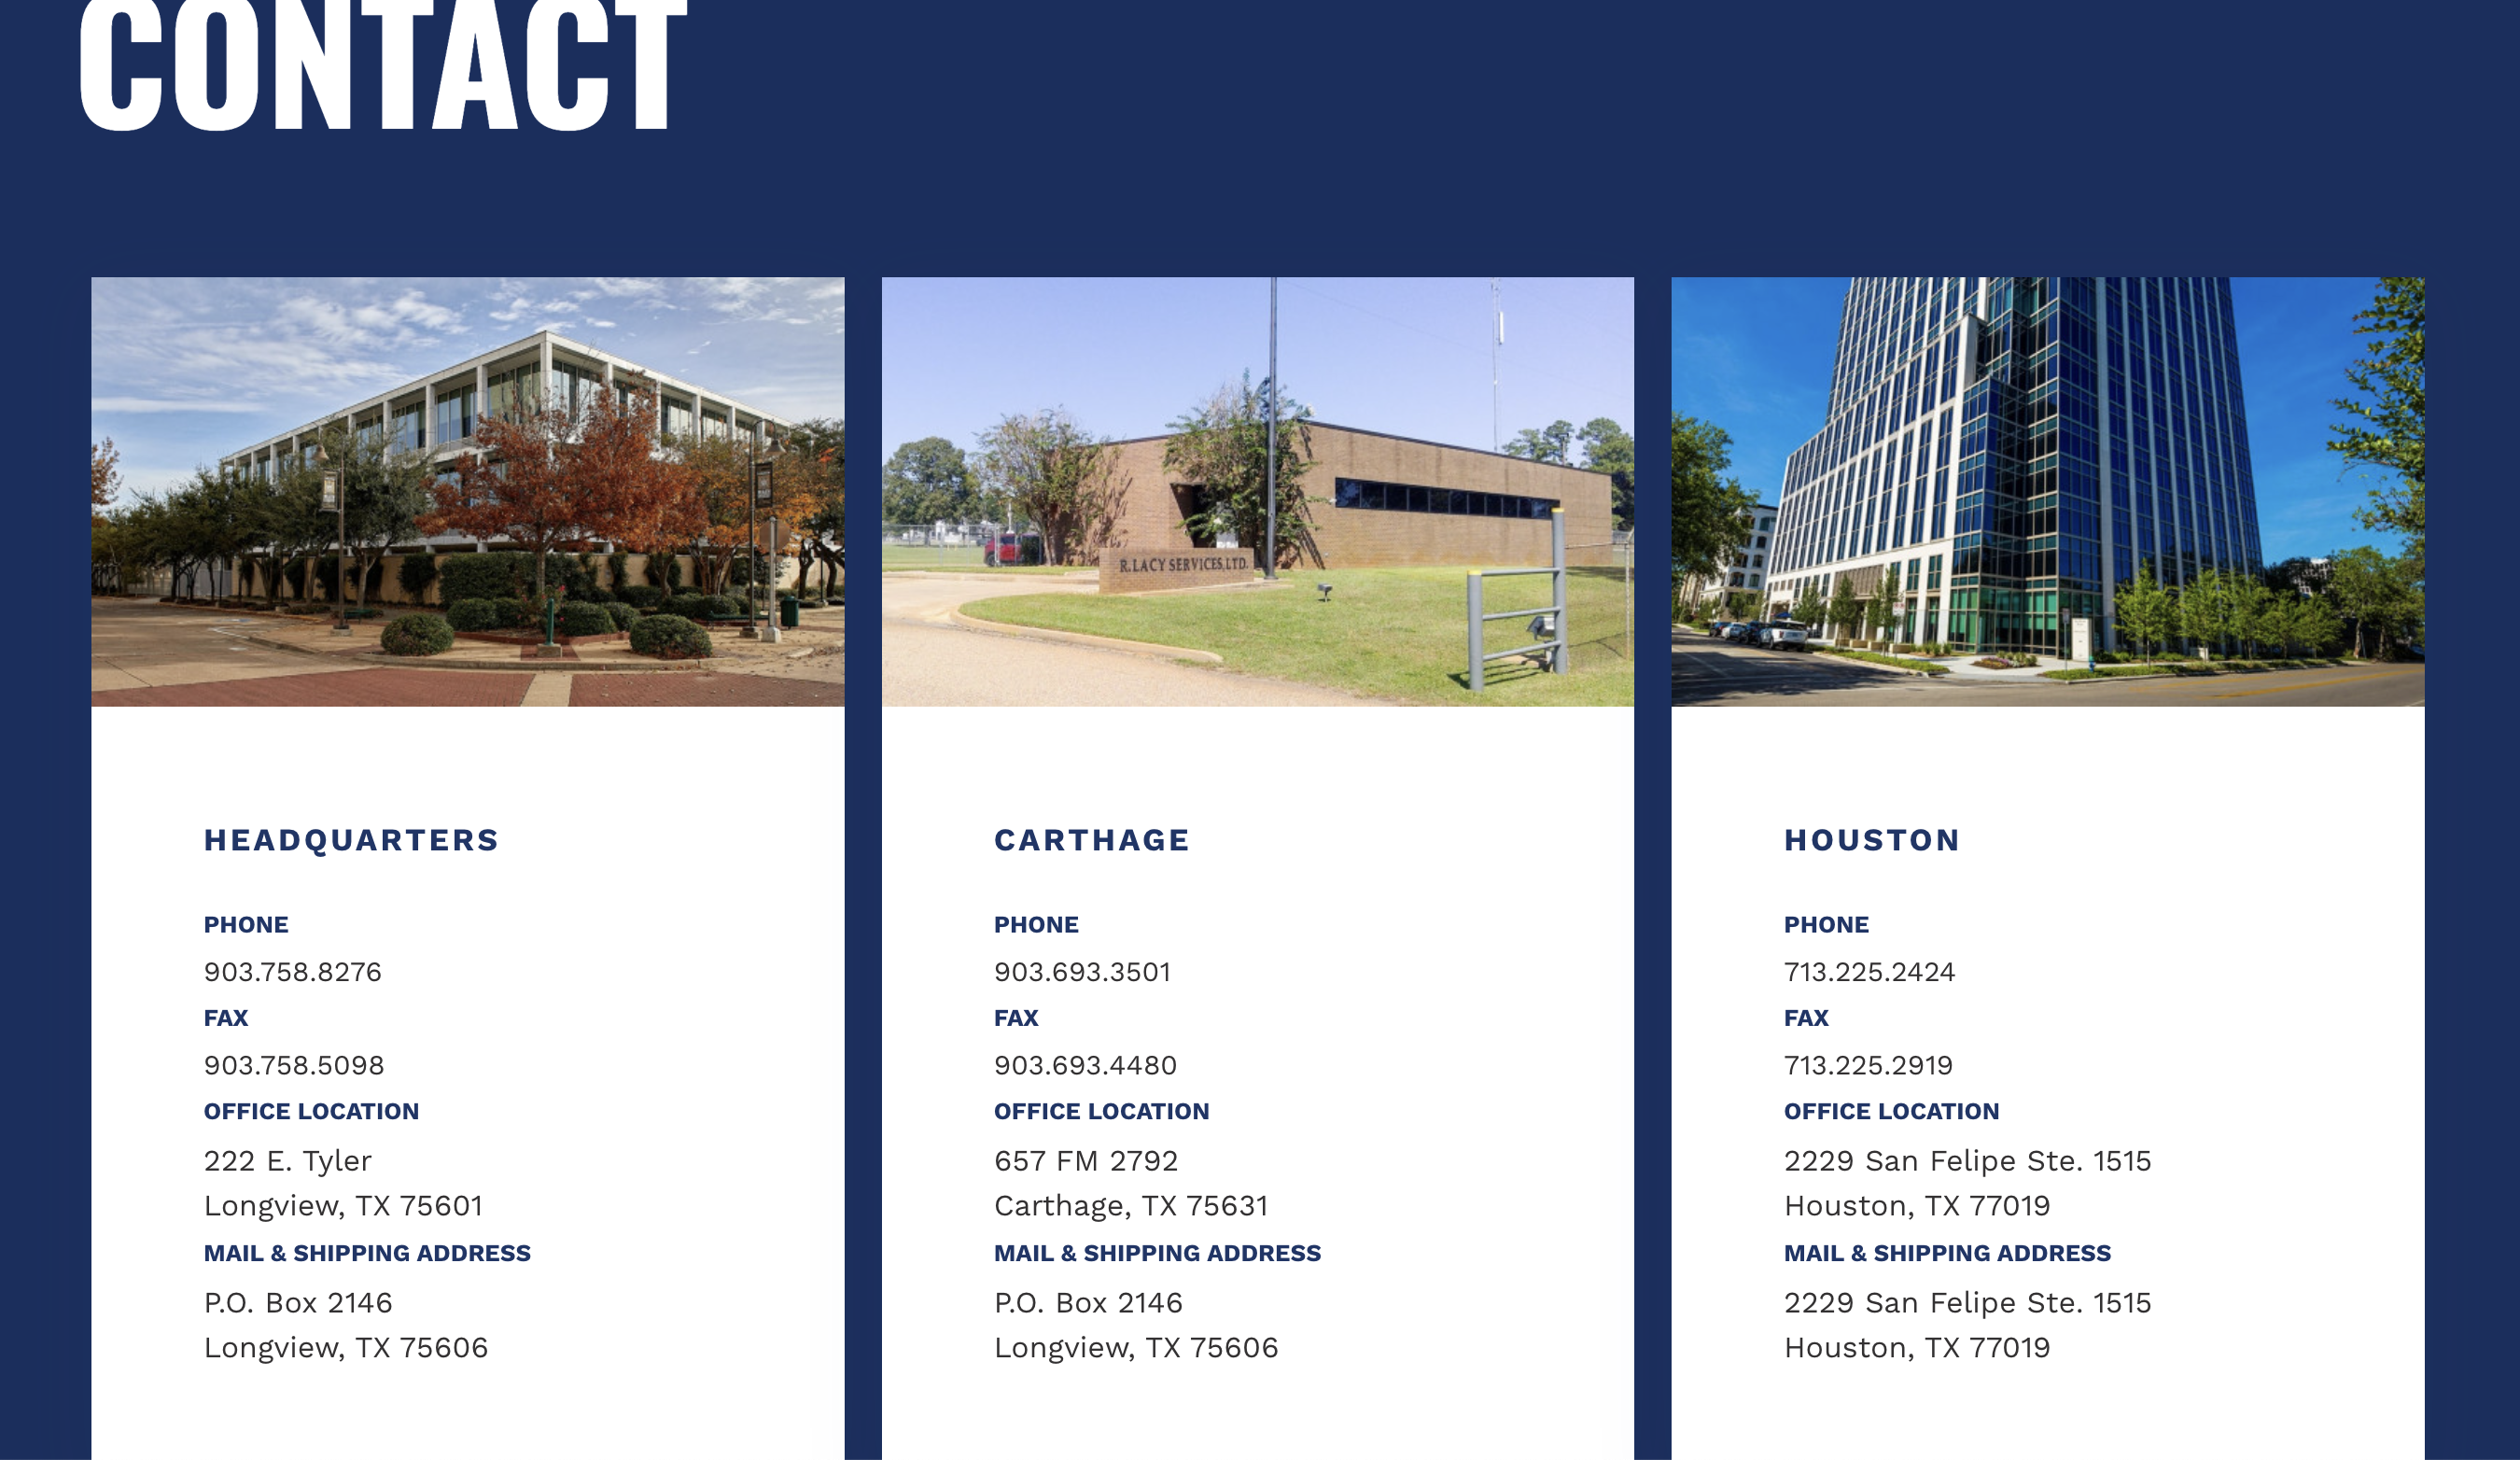 CONTACT
R. LACY SERVICES, LTD.
HEADQUARTERS
PHONE
903.758.8276
FAX
903.758.5098
OFFICE LOCATION
222 E. Tyler
Longview, TX 75601
MAIL & SHIPPING ADDRESS
P.O. Box 2146
Longview, TX 75606
CARTHAGE
PHONE
903.693.3501
FAX
903.693.4480
OFFICE LOCATION
657 FM 2792
Carthage, TX 75631
MAIL & SHIPPING ADDRESS
P.O. Box 2146
Longview, TX 75606
HOUSTON
PHONE
713.225.2424
FAX
713.225.2919
OFFICE LOCATION
2229 San Felipe Ste. 1515
Houston, TX 77019
MAIL & SHIPPING ADDRESS
2229 San Felipe Ste. 1515
Houston, TX 77019